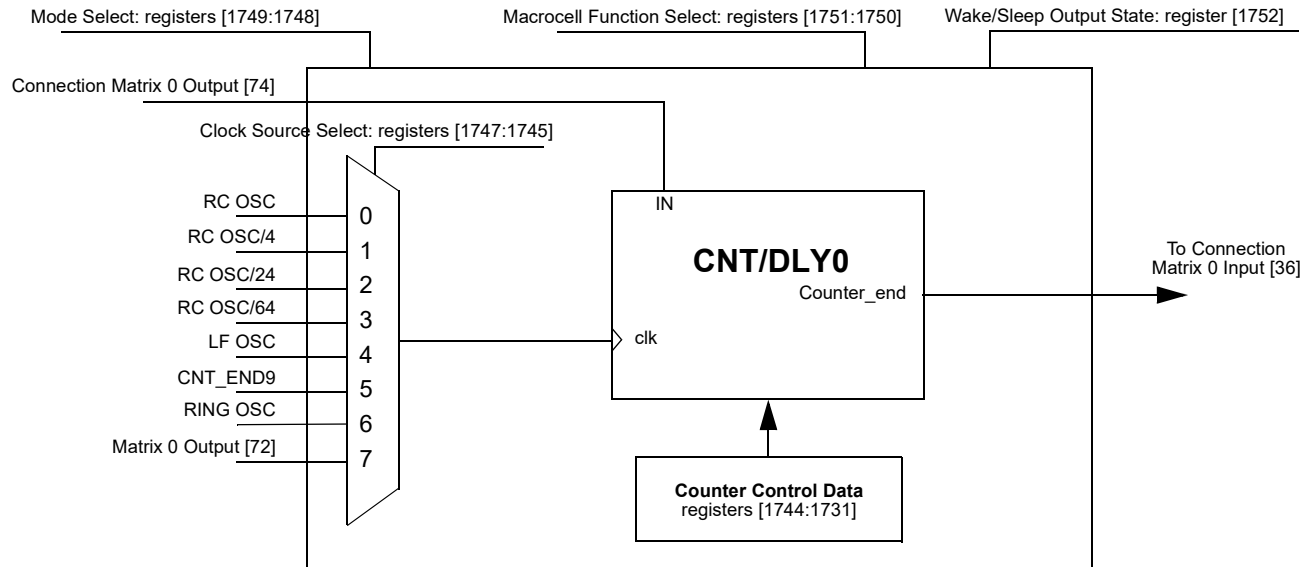 Mode Select: registers [1749:1748]
Macrocell Function Select: registers [1751:1750]
Wake/Sleep Output State: register [1752]
Connection Matrix 0 Output [74]
Clock Source Select: registers [1747:1745]
RC OSC
0
RC OSC/4
1
RC OSC/24
2
RC OSC/64
3
LF OSC
4
CNT_END9
5
RING OSC
6
Matrix 0 Output [72]
7
IN
CNT/DLY0
Counter_end
clk
To Connection
Matrix 0 Input [36]
Counter Control Data
registers [1744:1731]